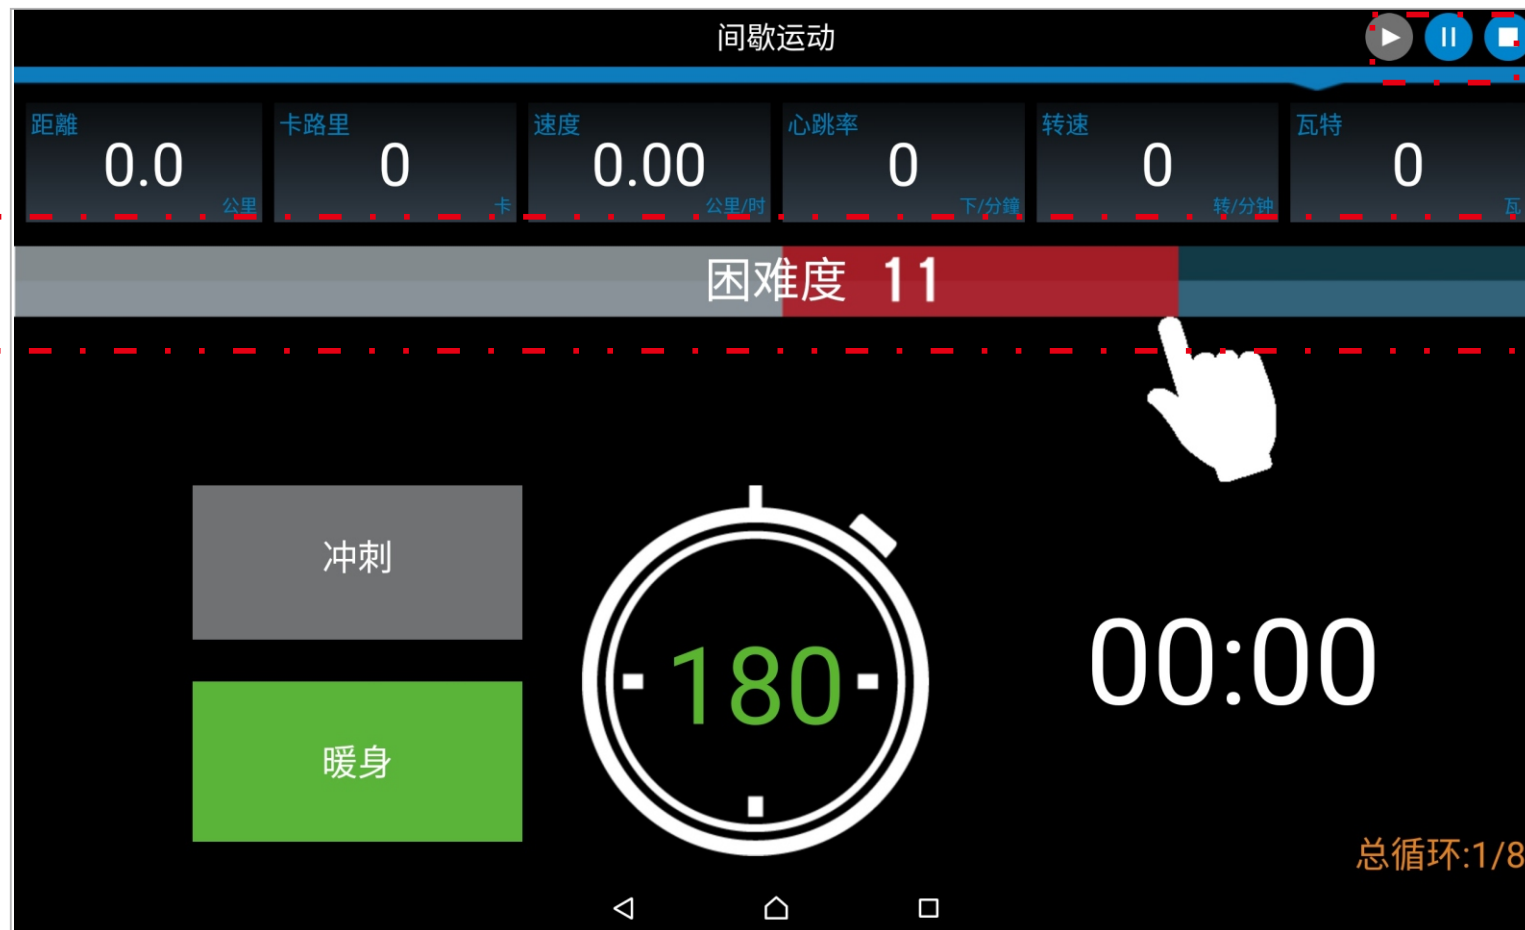 间歇运动
距離 卡路里 速度 心跳率 转速 瓦特
0.0 0 0.00 0 0 0
公里 卡 公里/时 下/分鐘 转/分钟 瓦
困难度 11
冲刺
180
00:00
暖身
总循环:1/8